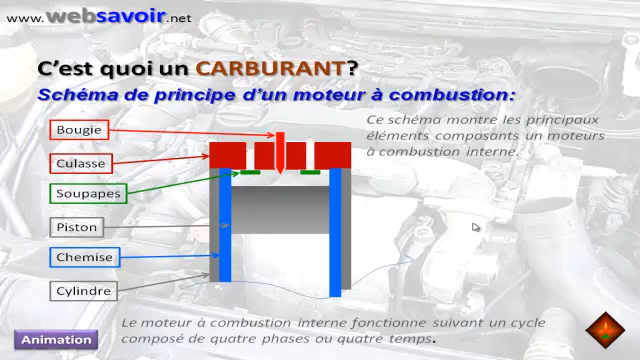 www.websavoir.net
C'est quoi un CARBURANT?
Schéma de principe d'un moteur à combustion:
Ce schéma montre les principaux
éléments composants un moteurs
à combustion interne.
Bougie
Culasse
Soupapes
Piston
Chemise
Cylindre
Animation
Le moteur à combustion interne fonctionne suivant un cycle
composé de quatre phases ou quatre temps.